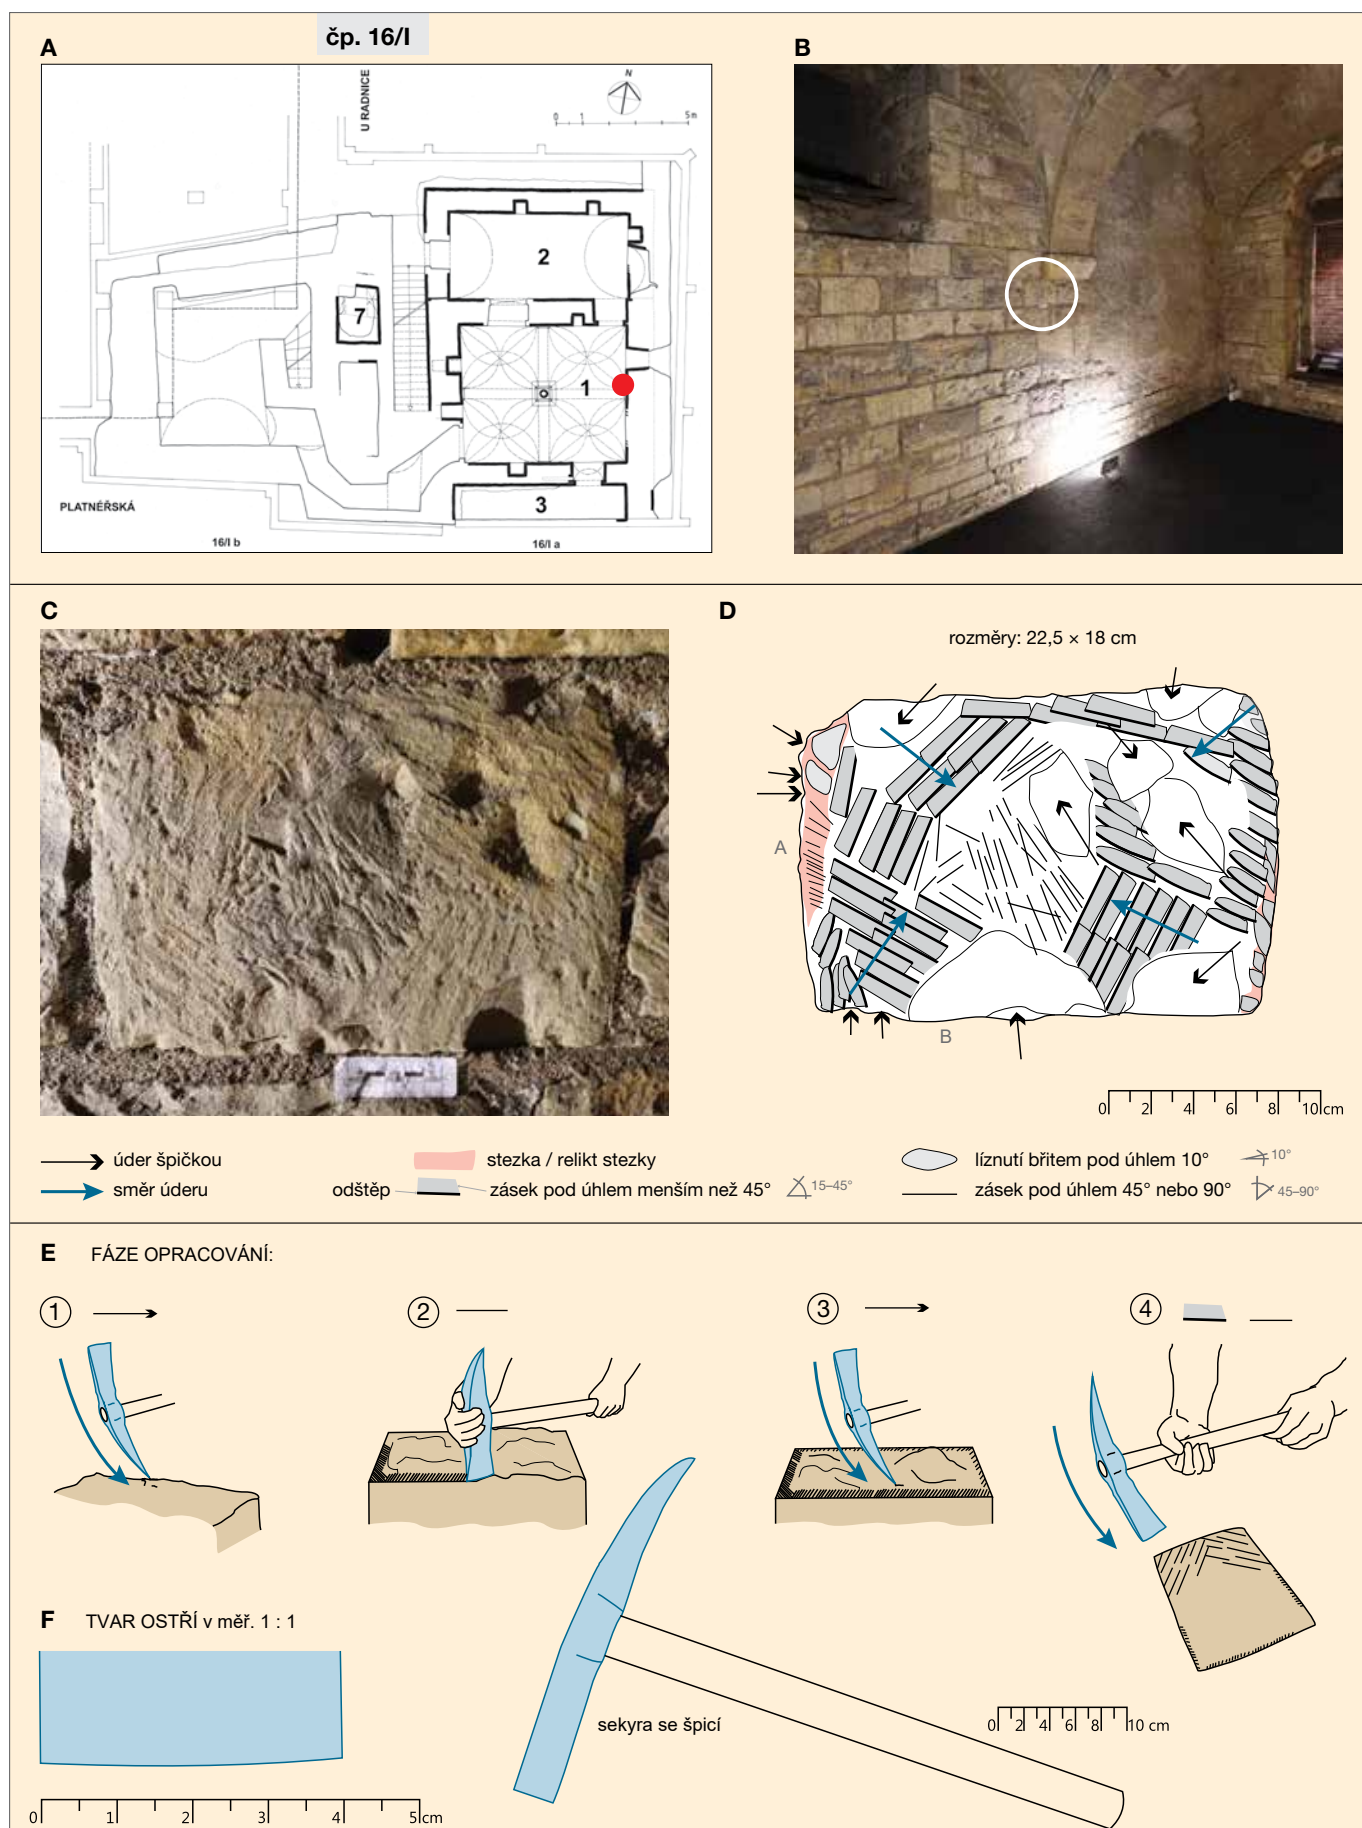 čp. 16/I
A
B
U RADNICE
N
0 1 5m
2
7
1
3
PLATNÉŘSKÁ
16/I b
16/I a
C
D
rozměry: 22,5 × 18 cm
A
B
0 2 4 6 8 10 cm
úder špičkou
stezka / relikt stezky
líznutí břitem pod úhlem 10°
10°
směr úderu
odštěp
zásek pod úhlem menším než 45°
15–45°
zásek pod úhlem 45° nebo 90°
45–90°
E FÁZE OPRACOVÁNÍ:
1
2
3
4
F TVAR OSTŘÍ v měř. 1 : 1
sekyra se špicí
0 2 4 6 8 10 cm
0 1 2 3 4 5 cm